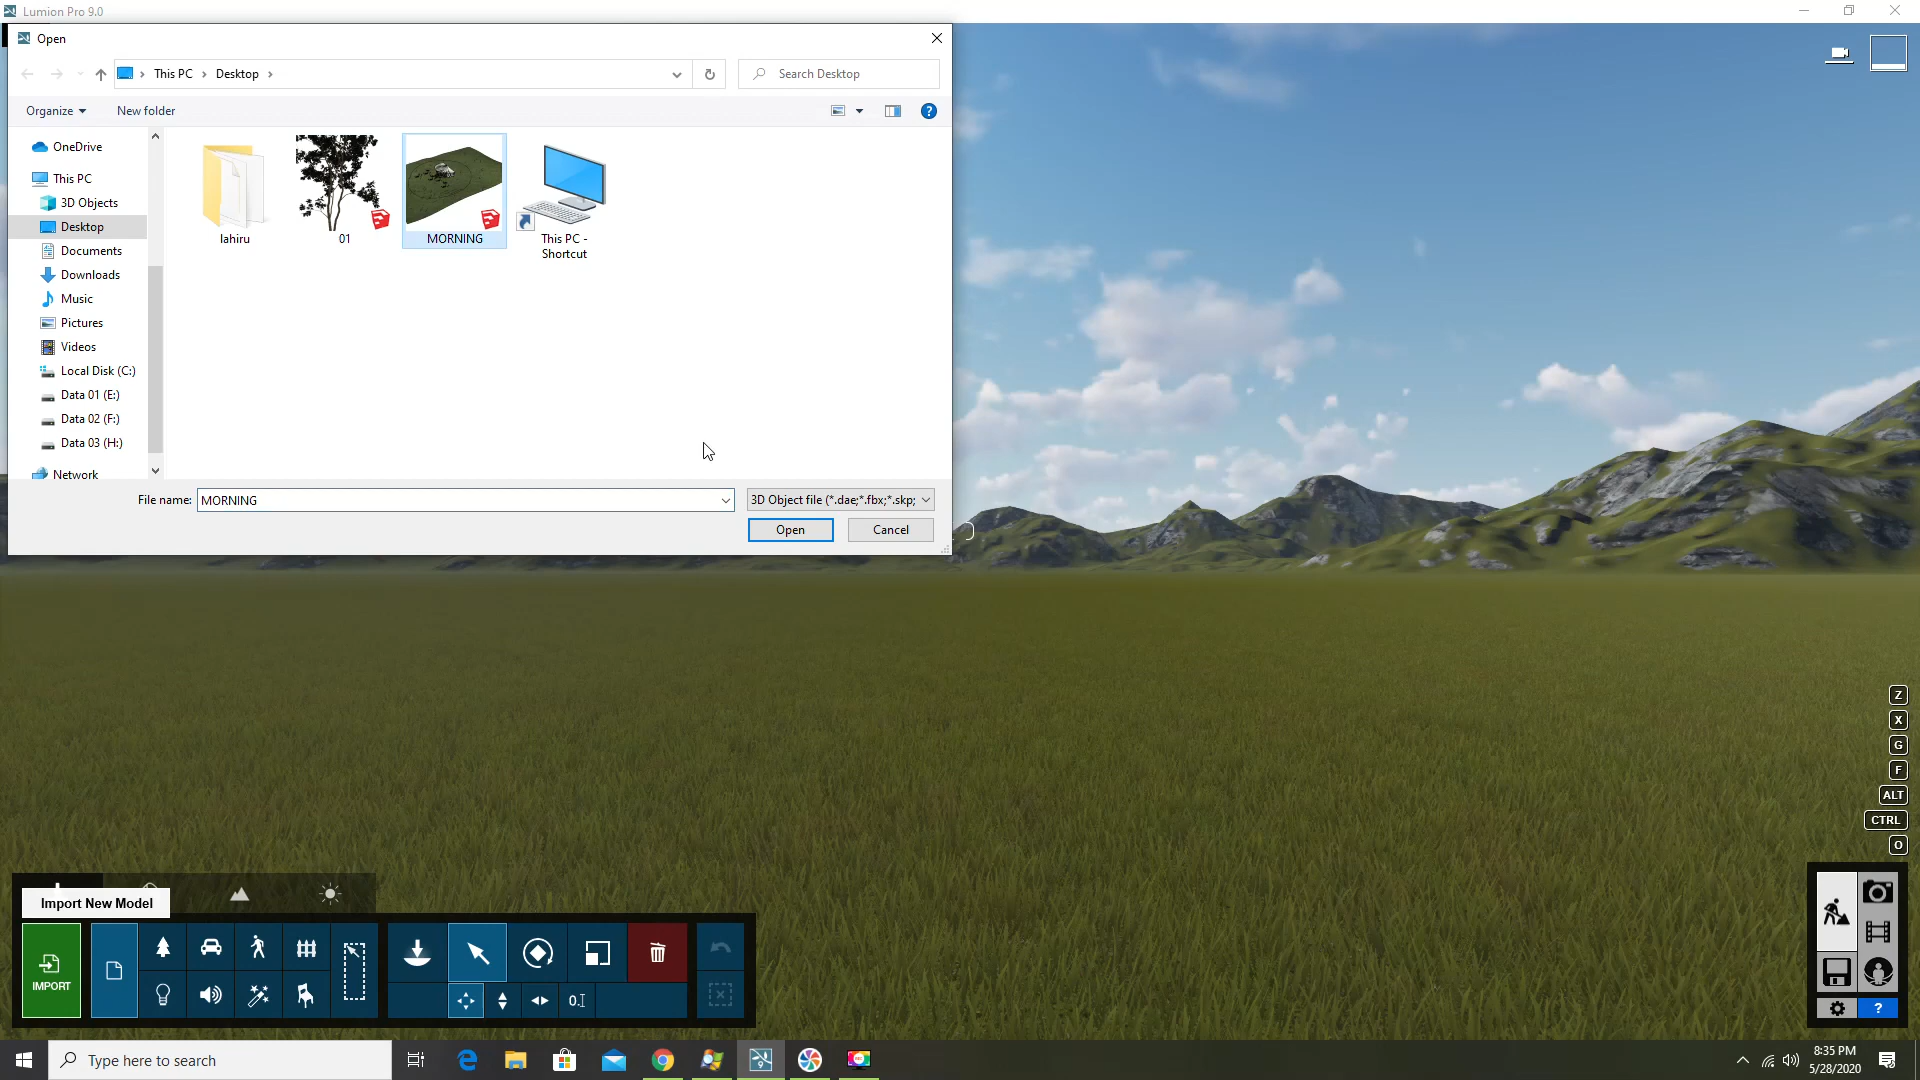 Lumion Pro 9.0
Open
This PC
Desktop
Search Desktop
Organize
New folder
OneDrive
This PC
3D Objects
Desktop
Documents
Downloads
Music
Pictures
Videos
Local Disk (C:)
Data 01 (E:)
Data 02 (F:)
Data 03 (H:)
Network
lahiru
01
MORNING
This PC -
Shortcut
File name:
MORNING
3D Object file (*.dae;*.fbx;*.skp;
Open
Cancel
Z
X
G
F
ALT
CTRL
O
Import New Model
IMPORT
0.
?
Type here to search
8:35 PM
5/28/2020